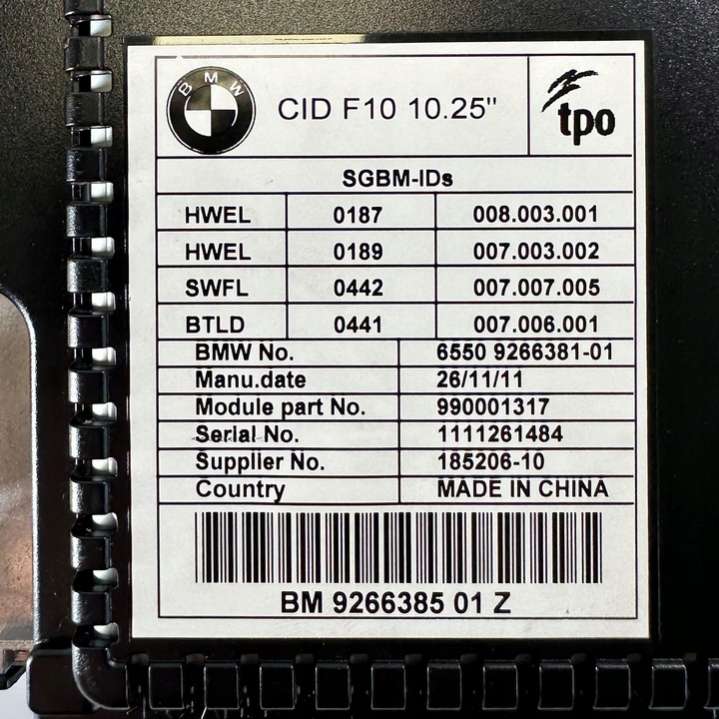 BMW CID F10 10.25" tpo
SGBM-IDs
HWEL 0187 008.003.001
HWEL 0189 007.003.002
SWFL 0442 007.007.005
BTLD 0441 007.006.001
BMW No. 6550 9266381-01
Manu.date 26/11/11
Module part No. 990001317
Serial No. 1111261484
Supplier No. 185206-10
Country MADE IN CHINA
BM 9266385 01 Z